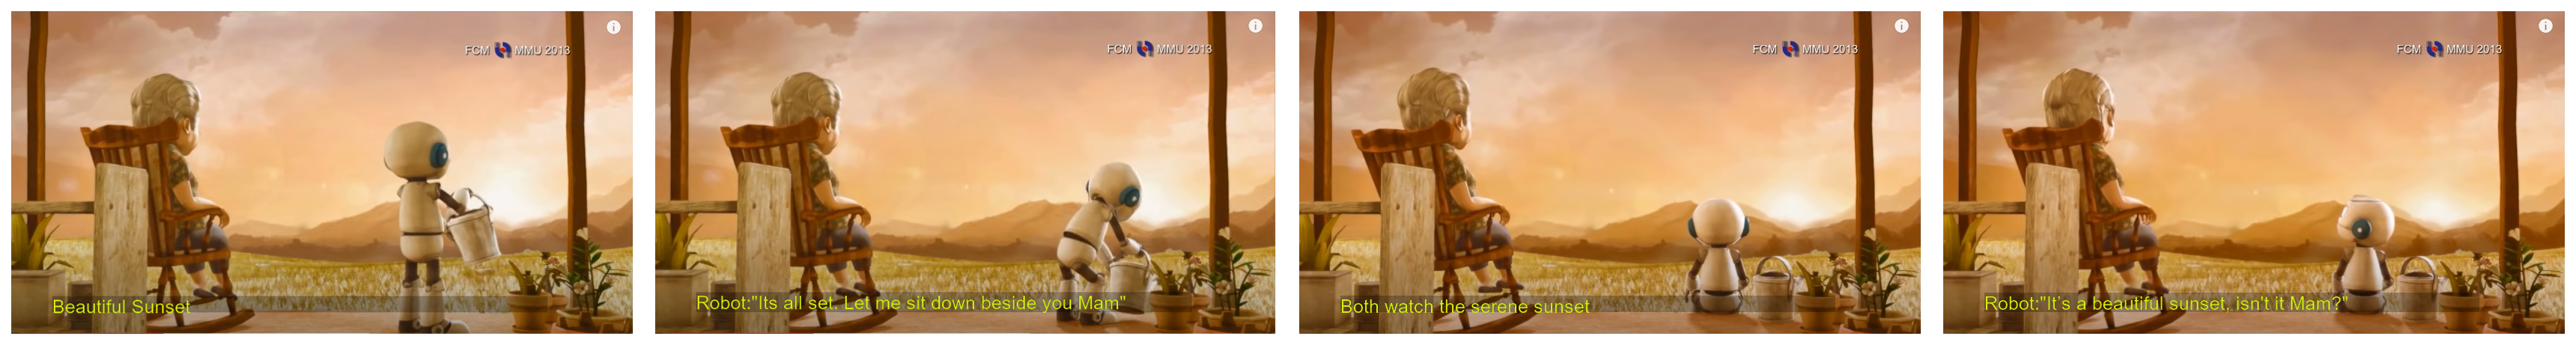 FCM MMU 2013
Beautiful Sunset
FCM MMU 2013
Robot:"Its all set. Let me sit down beside you Mam"
FCM MMU 2013
Both watch the serene sunset
FCM MMU 2013
Robot:"It's a beautiful sunset, isn't it Mam?"